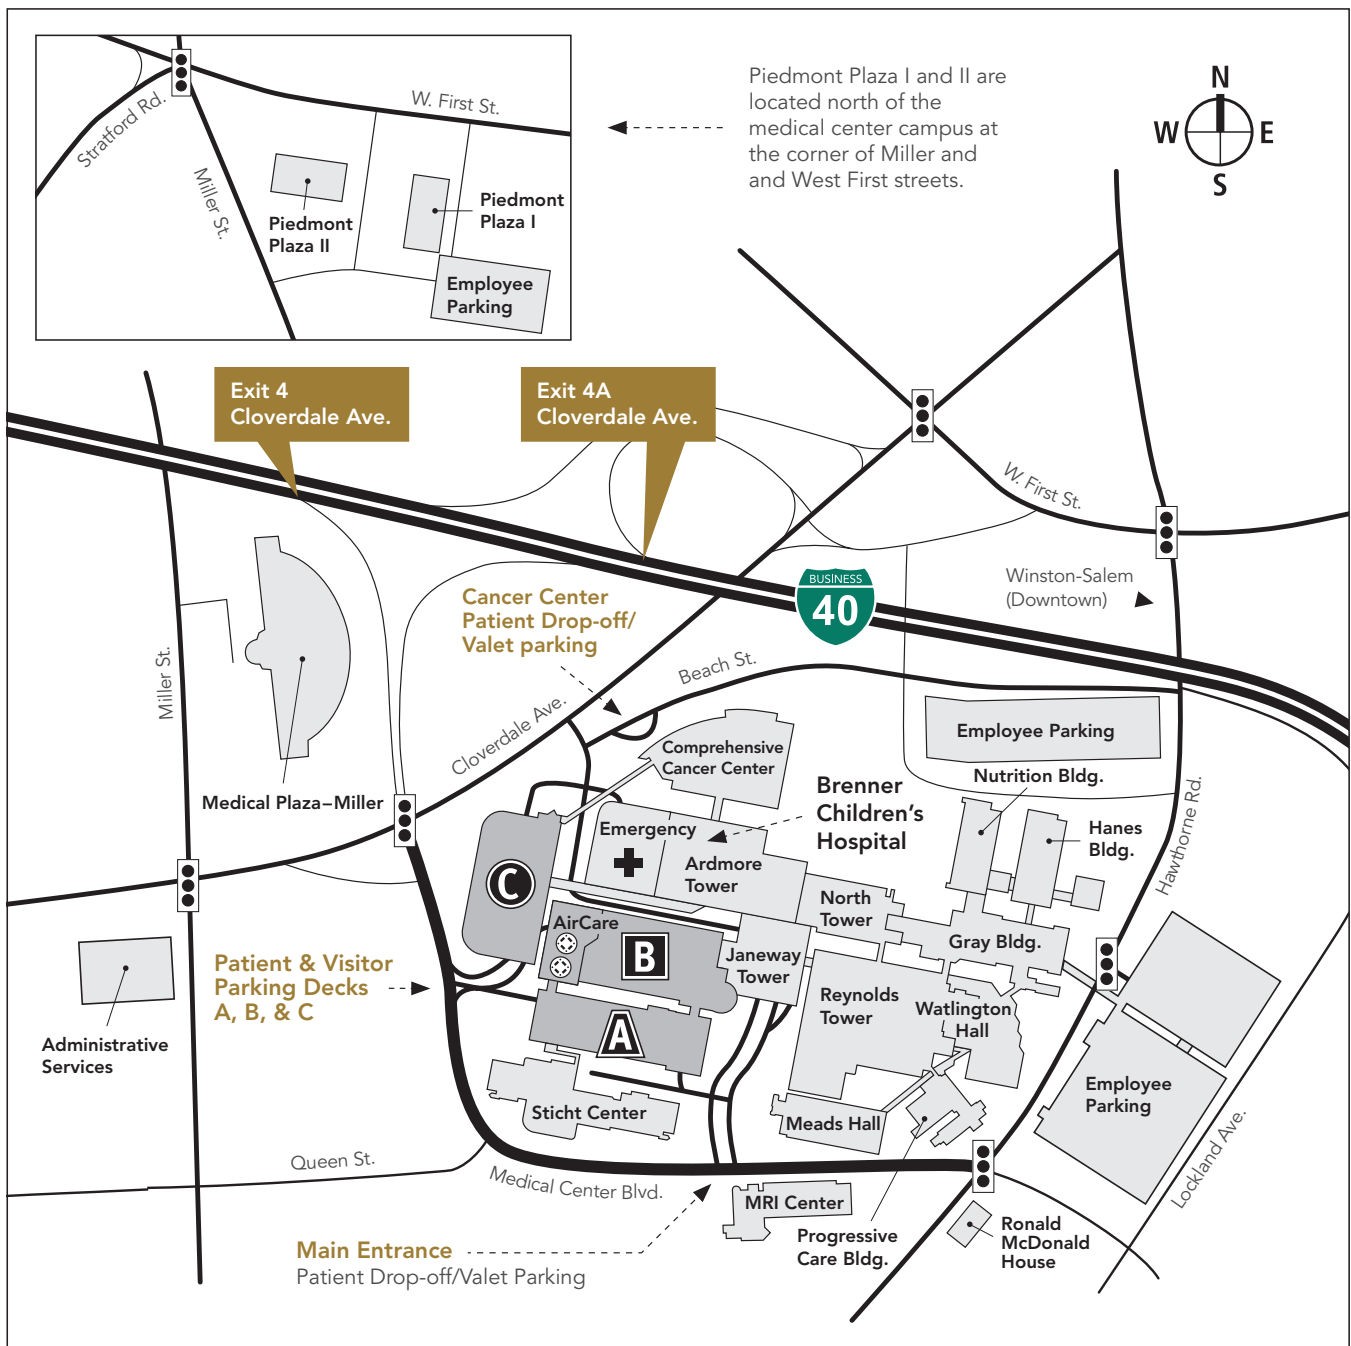 Stratford Rd.
W. First St.
Miller St.
Piedmont
Plaza II
Piedmont
Plaza I
Employee
Parking
Piedmont Plaza I and II are
located north of the
medical center campus at
the corner of Miller and
and West First streets.
N
W E
S
Exit 4
Cloverdale Ave.
Exit 4A
Cloverdale Ave.
W. First St.
Winston-Salem
(Downtown)
BUSINESS
40
Cancer Center
Patient Drop-off/
Valet parking
Beach St.
Miller St.
Cloverdale Ave.
Medical Plaza–Miller
Comprehensive
Cancer Center
Employee Parking
Nutrition Bldg.
Brenner
Children's
Hospital
Hanes
Bldg.
Hawthorne Rd.
Emergency
Ardmore
Tower
C
North
Tower
AirCare
B
Gray Bldg.
Janeway
Tower
Patient & Visitor
Parking Decks
A, B, & C
Reynolds
Tower
Watlington
Hall
A
Administrative
Services
Employee
Parking
Sticht Center
Meads Hall
Lockland Ave.
Queen St.
Medical Center Blvd.
MRI Center
Progressive
Care Bldg.
Ronald
McDonald
House
Main Entrance
Patient Drop-off/Valet Parking